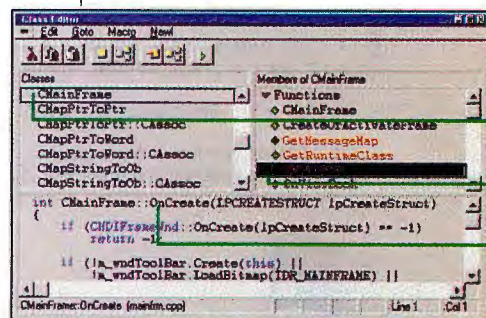 Class Editor
Edit Goto Macro New!
Classes
CMainFrame
CMapPtrToPtr
CMapPtrToPtr::CAssoc
CMapPtrToWord
CMapPtrToWord::CAssoc
CMapStringToOb
CMapStringToOb::CAssoc
Members of CMainFrame
Functions
CMainFrame
CreateOrActivateFrame
GetMessageMap
GetRuntimeClass
int CMainFrame::OnCreate(LPCREATESTRUCT lpCreateStruct)
{
if (CMDIFrameWnd::OnCreate(lpCreateStruct) == -1)
return -1
if (!m_wndToolBar.Create(this) ||
!m_wndToolBar.LoadBitmap(IDR_MAINFRAME) ||
CMainFrame::OnCreate (mainfrm.cpp)
Line 1
Col 1